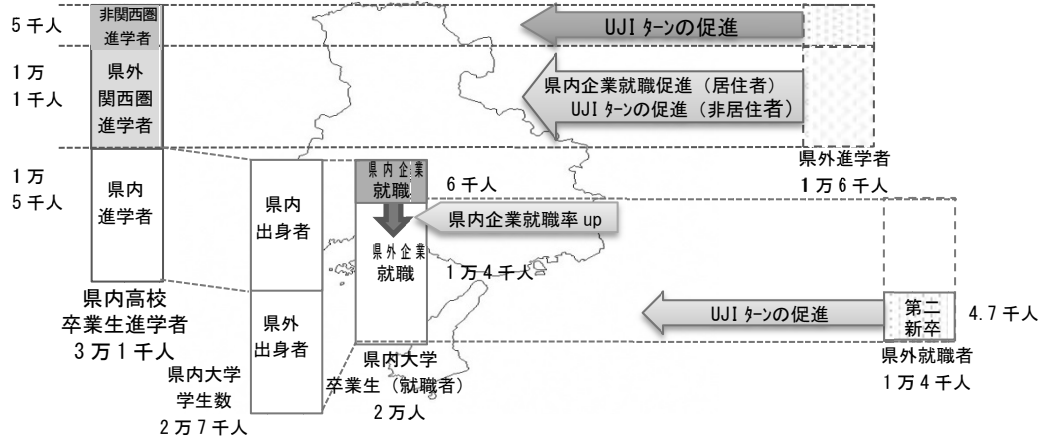 5千人
非関西圏
進学者
1万
1千人
県外
関西圏
進学者
1万
5千人
県内
進学者
県内高校
卒業生進学者
3万1千人
県内
出身者
県外
出身者
県内大学
学生数
2万7千人
県内企業
就職
6千人
県内企業就職率up
県外企業
就職
1万4千人
県内大学
卒業生(就職者)
2万人
UJIターンの促進
県内企業就職促進(居住者)
UJIターンの促進(非居住者)
県外進学者
1万6千人
UJIターンの促進
第二
新卒
4.7千人
県外就職者
1万4千人